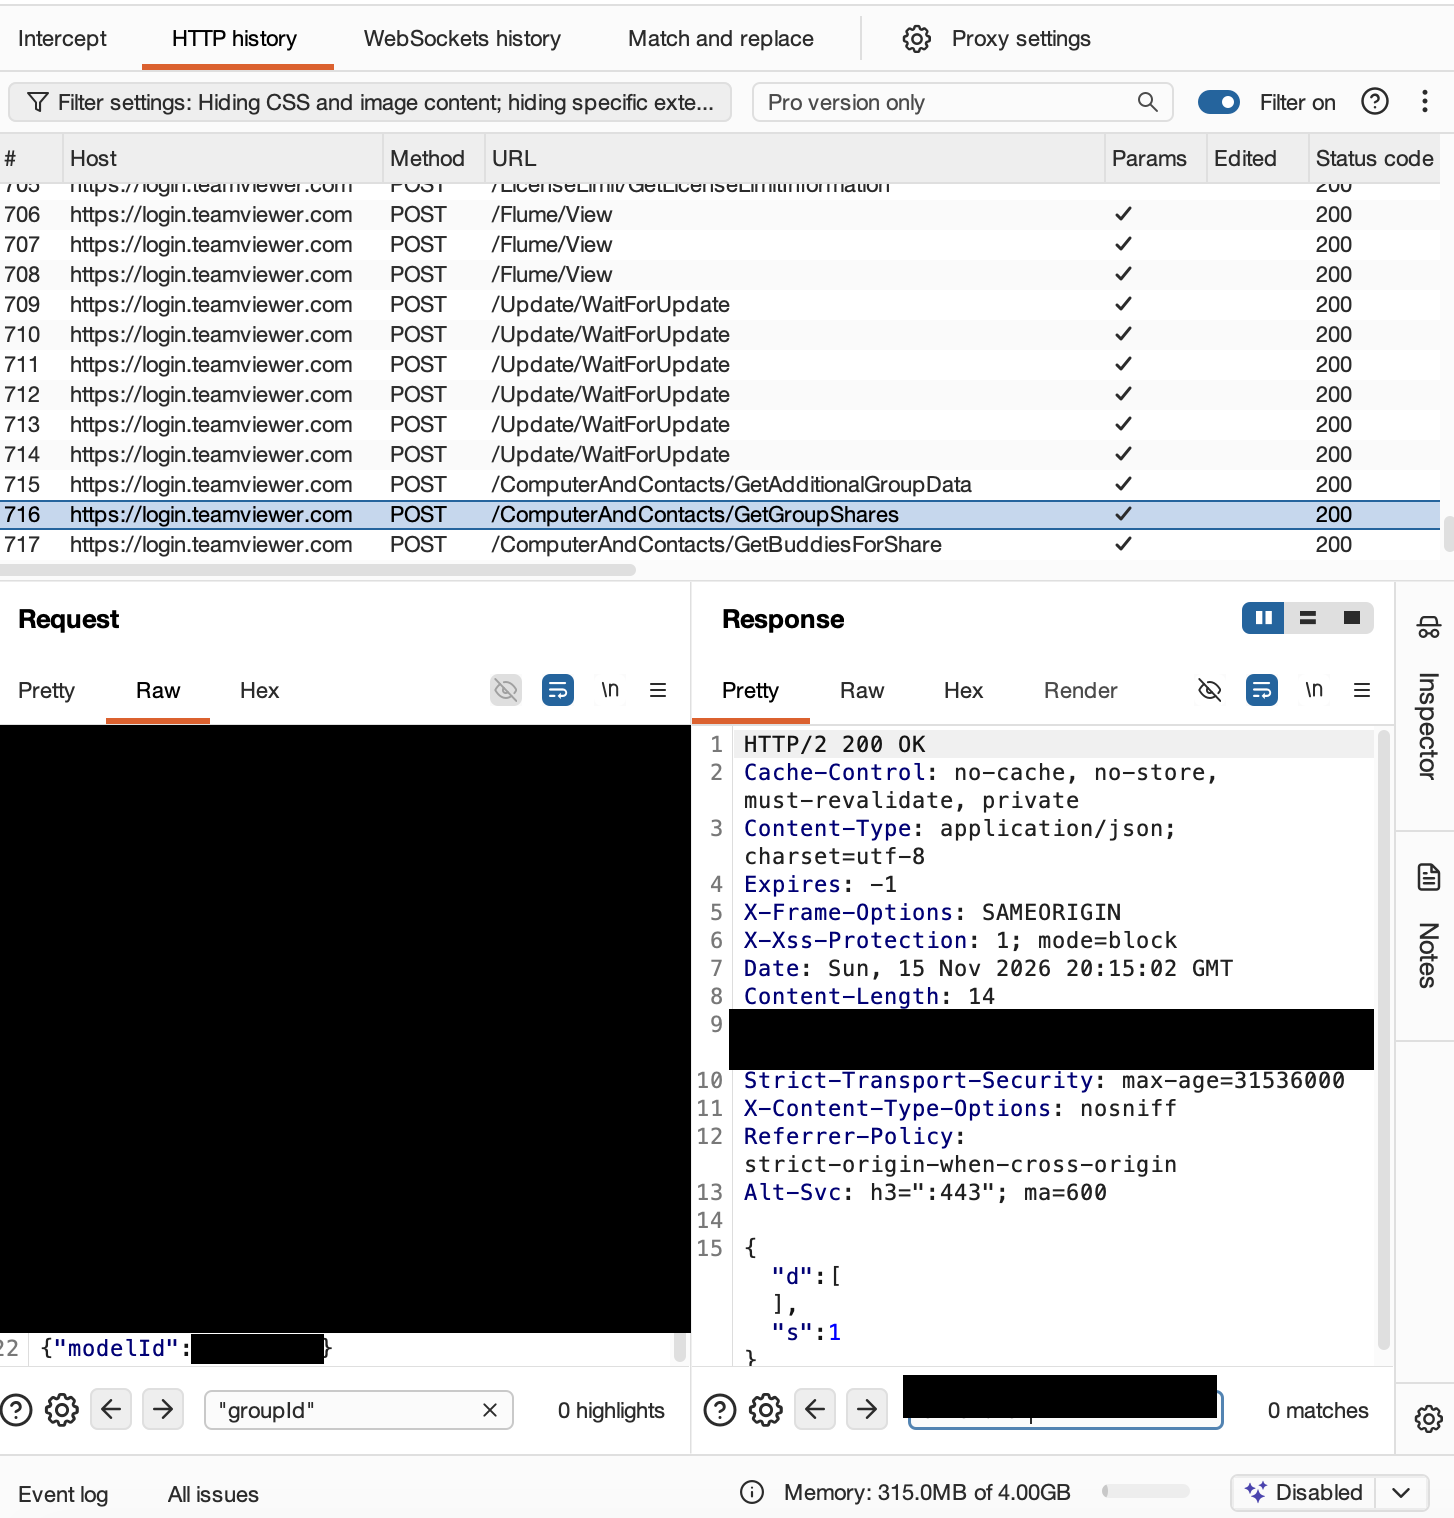 Intercept HTTP history WebSockets history Match and replace Proxy settings
Filter settings: Hiding CSS and image content; hiding specific exte... Pro version only Filter on
# Host Method URL Params Edited Status code
705 https://login.teamviewer.com POST /LicenseLimit/GetLicenseLimitInformation 200
706 https://login.teamviewer.com POST /Flume/View ✓ 200
707 https://login.teamviewer.com POST /Flume/View ✓ 200
708 https://login.teamviewer.com POST /Flume/View ✓ 200
709 https://login.teamviewer.com POST /Update/WaitForUpdate ✓ 200
710 https://login.teamviewer.com POST /Update/WaitForUpdate ✓ 200
711 https://login.teamviewer.com POST /Update/WaitForUpdate ✓ 200
712 https://login.teamviewer.com POST /Update/WaitForUpdate ✓ 200
713 https://login.teamviewer.com POST /Update/WaitForUpdate ✓ 200
714 https://login.teamviewer.com POST /Update/WaitForUpdate ✓ 200
715 https://login.teamviewer.com POST /ComputerAndContacts/GetAdditionalGroupData ✓ 200
716 https://login.teamviewer.com POST /ComputerAndContacts/GetGroupShares ✓ 200
717 https://login.teamviewer.com POST /ComputerAndContacts/GetBuddiesForShare ✓ 200
Request
Pretty Raw Hex \n
22 {"modelId": }
"groupId" 0 highlights
Response
Pretty Raw Hex Render \n
1 HTTP/2 200 OK
2 Cache-Control: no-cache, no-store,
must-revalidate, private
3 Content-Type: application/json;
charset=utf-8
4 Expires: -1
5 X-Frame-Options: SAMEORIGIN
6 X-Xss-Protection: 1; mode=block
7 Date: Sun, 15 Nov 2026 20:15:02 GMT
8 Content-Length: 14
9
10 Strict-Transport-Security: max-age=31536000
11 X-Content-Type-Options: nosniff
12 Referrer-Policy:
strict-origin-when-cross-origin
13 Alt-Svc: h3=":443"; ma=600
14
15 {
"d":[
],
"s":1
}
0 matches
Inspector
Notes
Event log All issues Memory: 315.0MB of 4.00GB Disabled